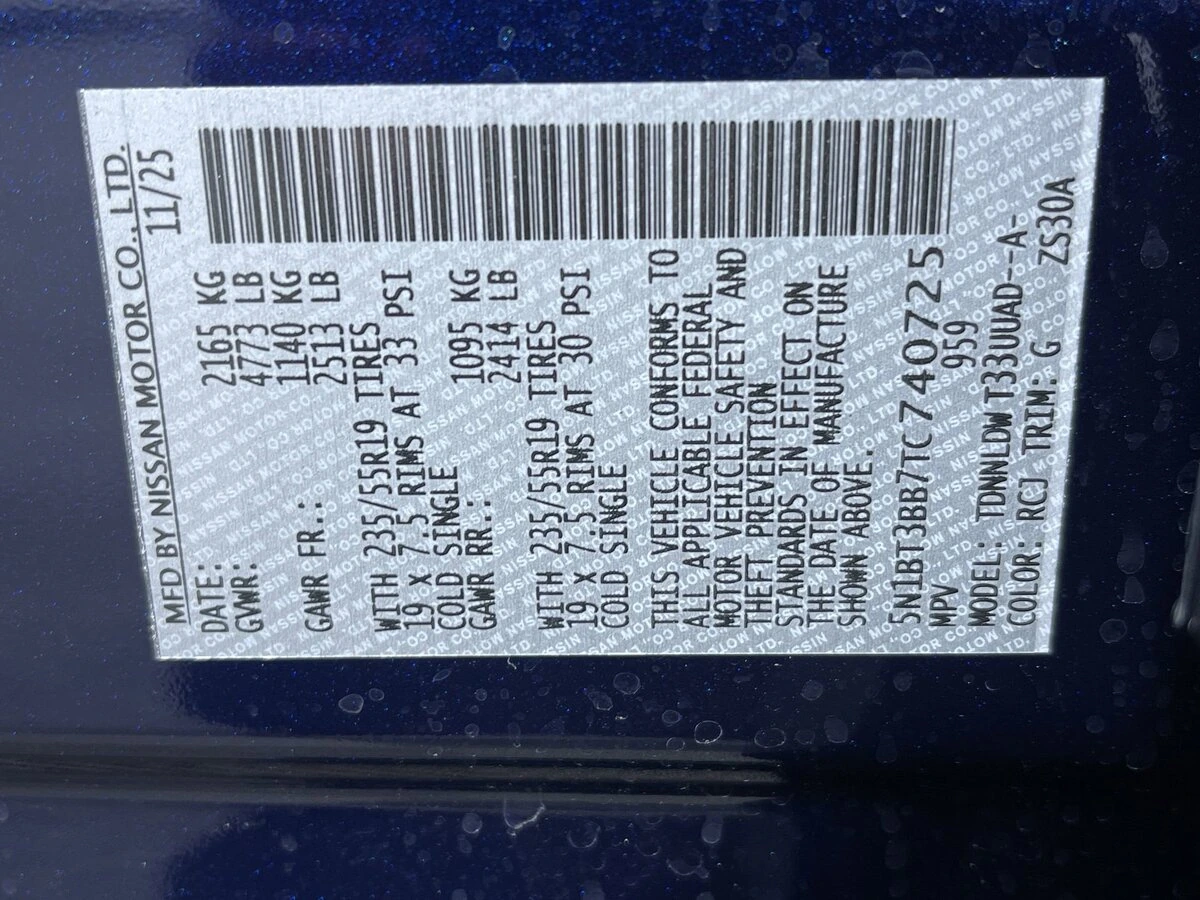 MFD BY NISSAN MOTOR CO., LTD.
DATE: 11/25
GVWR: 2165 KG
4773 LB
GAWR FR.: 1140 KG
2513 LB
WITH 235/55R19 TIRES
19 X 7.5 RIMS AT 33 PSI
COLD SINGLE
GAWR RR.: 1095 KG
2414 LB
WITH 235/55R19 TIRES
19 X 7.5 RIMS AT 30 PSI
COLD SINGLE
THIS VEHICLE CONFORMS TO
ALL APPLICABLE FEDERAL
MOTOR VEHICLE SAFETY AND
THEFT PREVENTION
STANDARDS IN EFFECT ON
THE DATE OF MANUFACTURE
SHOWN ABOVE.
5N1BT3BB7TC740725
MPV 959
MODEL: TDNNLDW T33UUAD--A-
COLOR: RCJ TRIM: G ZS30A